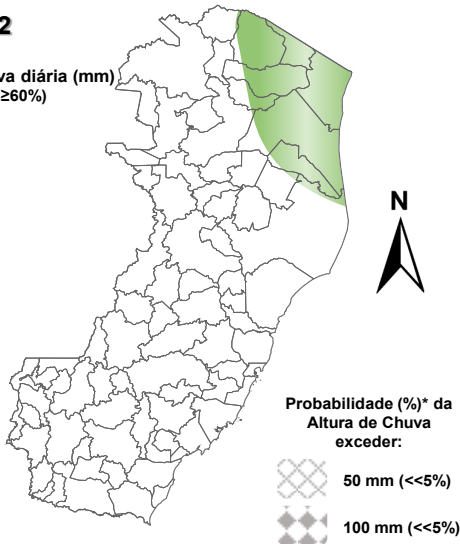 2
va diária (mm)
≥60%)
N
Probabilidade (%)* da
Altura de Chuva
exceder:
50 mm (<<5%)
100 mm (<<5%)